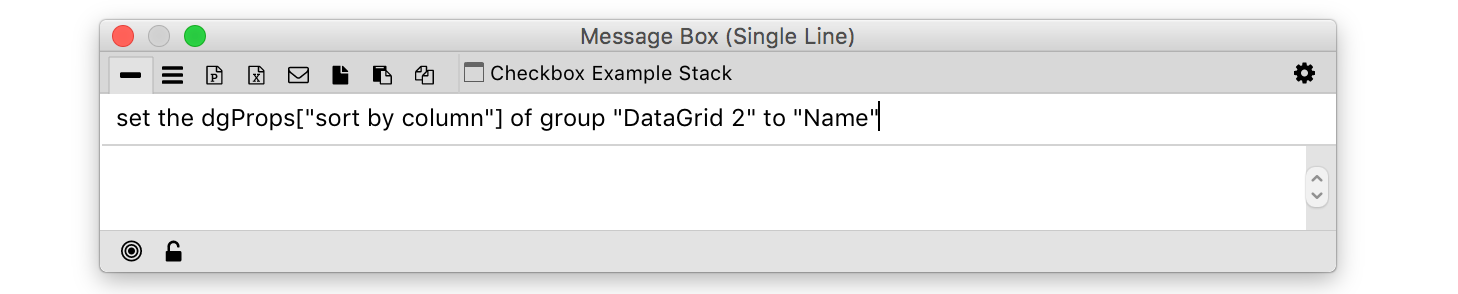 Message Box (Single Line)
Checkbox Example Stack
set the dgProps["sort by column"] of group "DataGrid 2" to "Name"